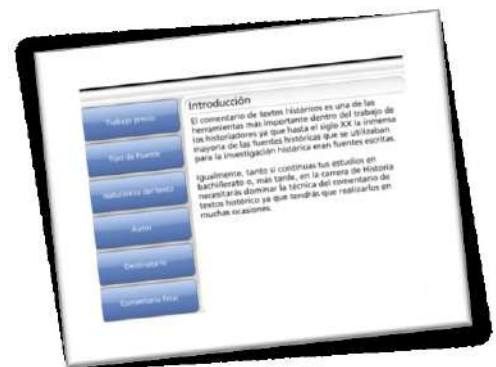 Trabajo previo
Tipo de Fuente
Naturaleza del texto
Autor
Destinatario
Comentario final
Introducción
El comentario de textos históricos es una de las
herramientas más importante dentro del trabajo de
los historiadores ya que hasta el siglo XX la inmensa
mayoría de las fuentes históricas que se utilizaban
para la investigación histórica eran fuentes escritas.
Igualmente, tanto si continuas tus estudios en
bachillerato o, más tarde, en la carrera de Historia
necesitarás dominar la técnica del comentario de
textos histórico ya que tendrás que realizarlos en
muchas ocasiones.